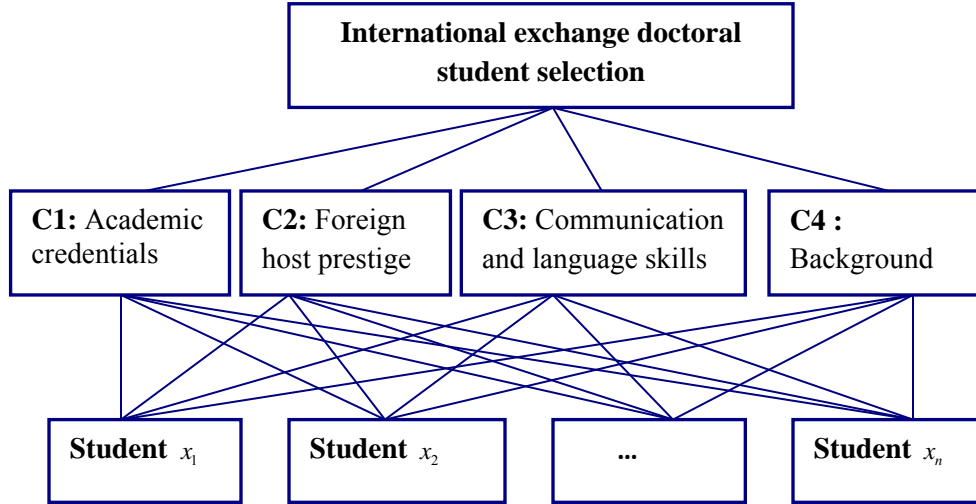 International exchange doctoral
student selection
C1: Academic
credentials
C2: Foreign
host prestige
C3: Communication
and language skills
C4 :
Background
Student x₁
Student x₂
...
Student xₙ